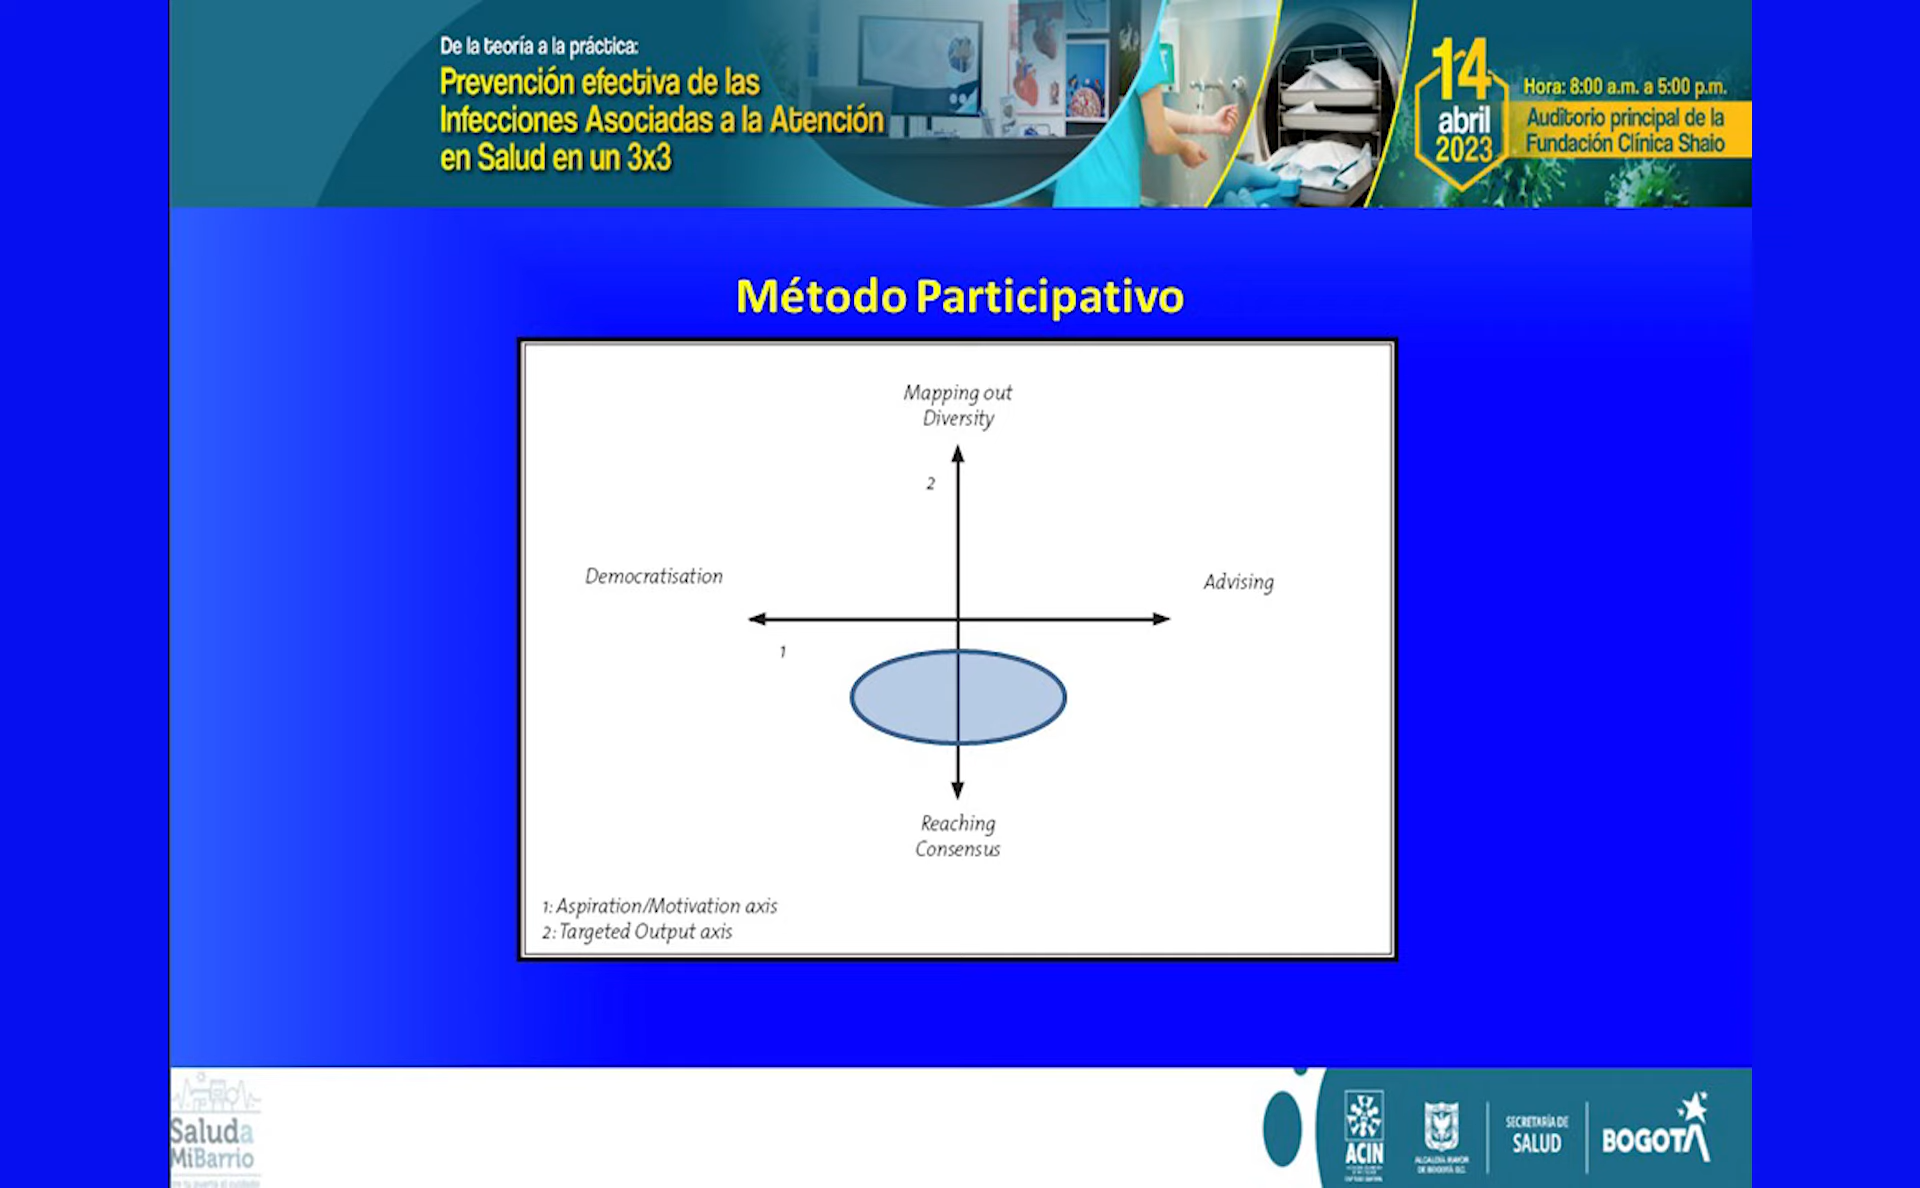 De la teoría a la práctica:
Prevención efectiva de las
Infecciones Asociadas a la Atención
en Salud en un 3x3
14
abril
2023
Hora: 8:00 a.m. a 5:00 p.m.
Auditorio principal de la
Fundación Clínica Shaio
Método Participativo
Mapping out
Diversity
2
Democratisation
Advising
1
Reaching
Consensus
1: Aspiration/Motivation axis
2: Targeted Output axis
Saluda
MiBarrio
ACIN
ALCALDÍA MAYOR
DE BOGOTÁ D.C.
SECRETARÍA DE
SALUD
BOGOTÁ